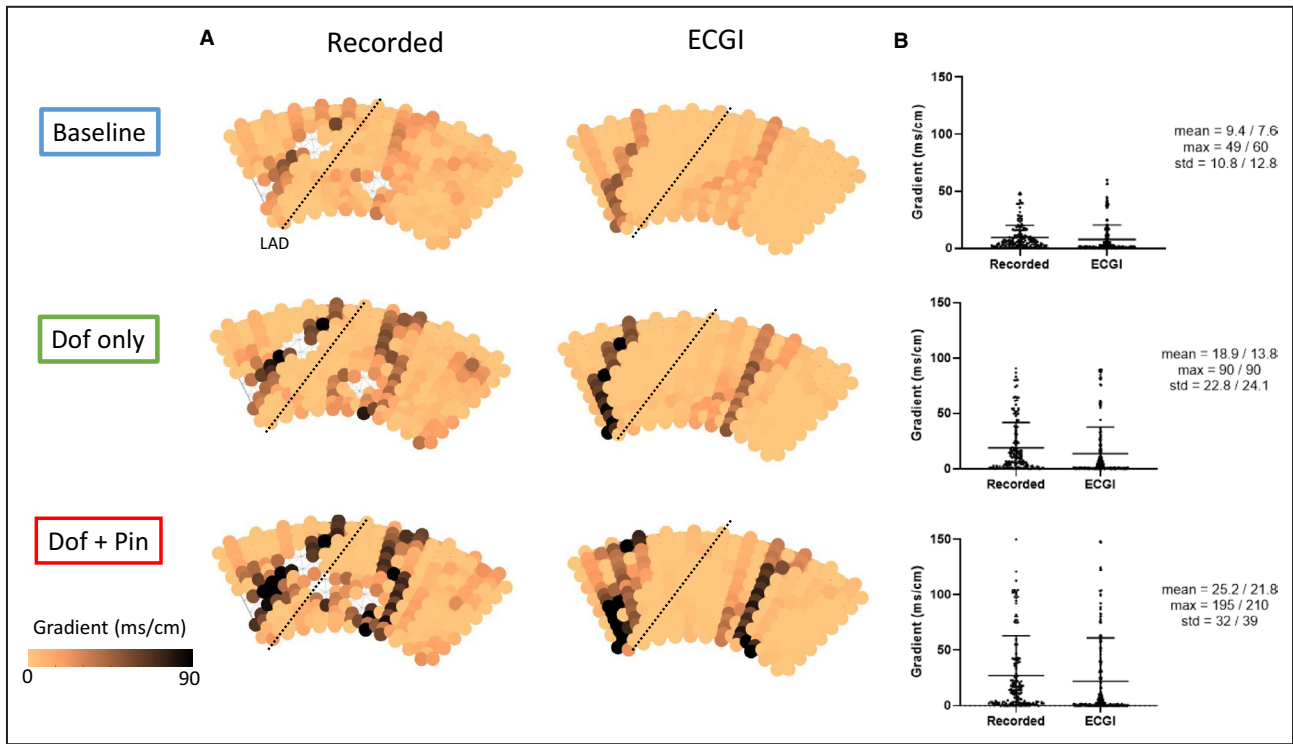 A
Recorded
ECGI
B
Baseline
LAD
Dof only
Dof + Pin
Gradient (ms/cm)
0
90
150
100
50
0
Gradient (ms/cm)
Recorded
ECGI
mean = 9.4 / 7.6
max = 49 / 60
std = 10.8 / 12.8
150
100
50
0
Gradient (ms/cm)
Recorded
ECGI
mean = 18.9 / 13.8
max = 90 / 90
std = 22.8 / 24.1
150
100
50
0
Gradient (ms/cm)
Recorded
ECGI
mean = 25.2 / 21.8
max = 195 / 210
std = 32 / 39